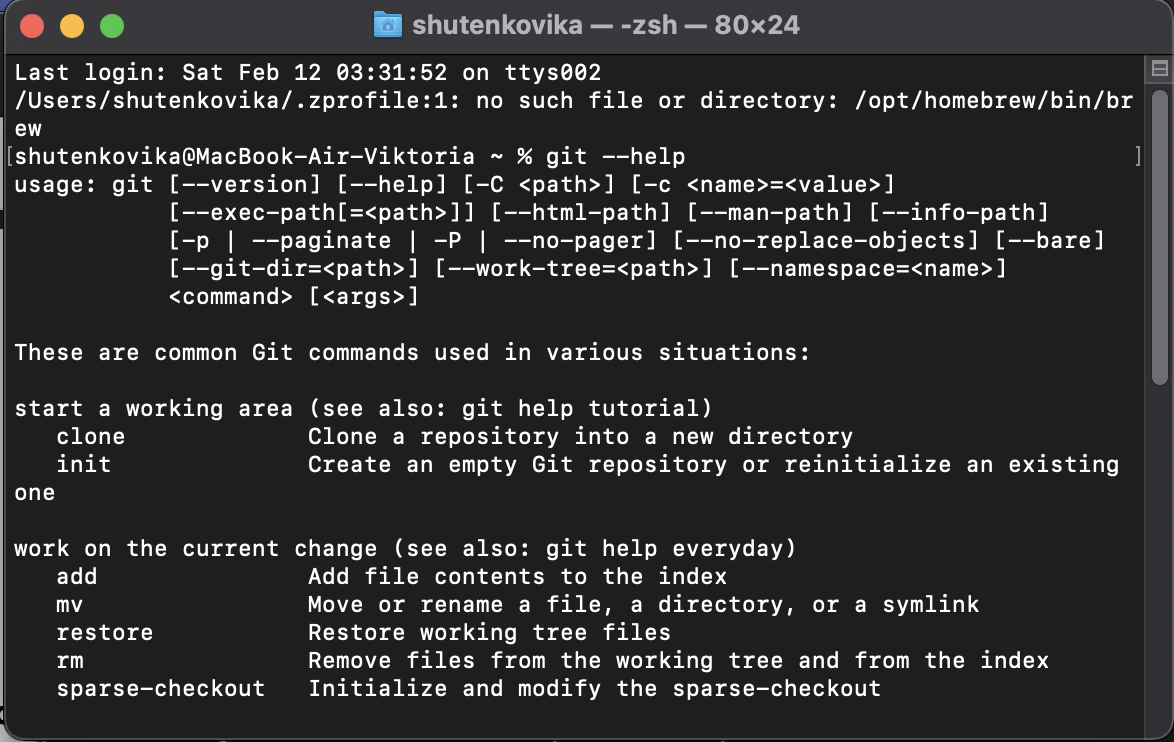 shutenkovika — -zsh — 80×24
Last login: Sat Feb 12 03:31:52 on ttys002
/Users/shutenkovika/.zprofile:1: no such file or directory: /opt/homebrew/bin/br
ew
[shutenkovika@MacBook-Air-Viktoria ~ % git --help ]
usage: git [--version] [--help] [-C <path>] [-c <name>=<value>]
           [--exec-path[=<path>]] [--html-path] [--man-path] [--info-path]
           [-p | --paginate | -P | --no-pager] [--no-replace-objects] [--bare]
           [--git-dir=<path>] [--work-tree=<path>] [--namespace=<name>]
           <command> [<args>]

These are common Git commands used in various situations:

start a working area (see also: git help tutorial)
   clone             Clone a repository into a new directory
   init              Create an empty Git repository or reinitialize an existing
one

work on the current change (see also: git help everyday)
   add               Add file contents to the index
   mv                Move or rename a file, a directory, or a symlink
   restore           Restore working tree files
   rm                Remove files from the working tree and from the index
   sparse-checkout   Initialize and modify the sparse-checkout